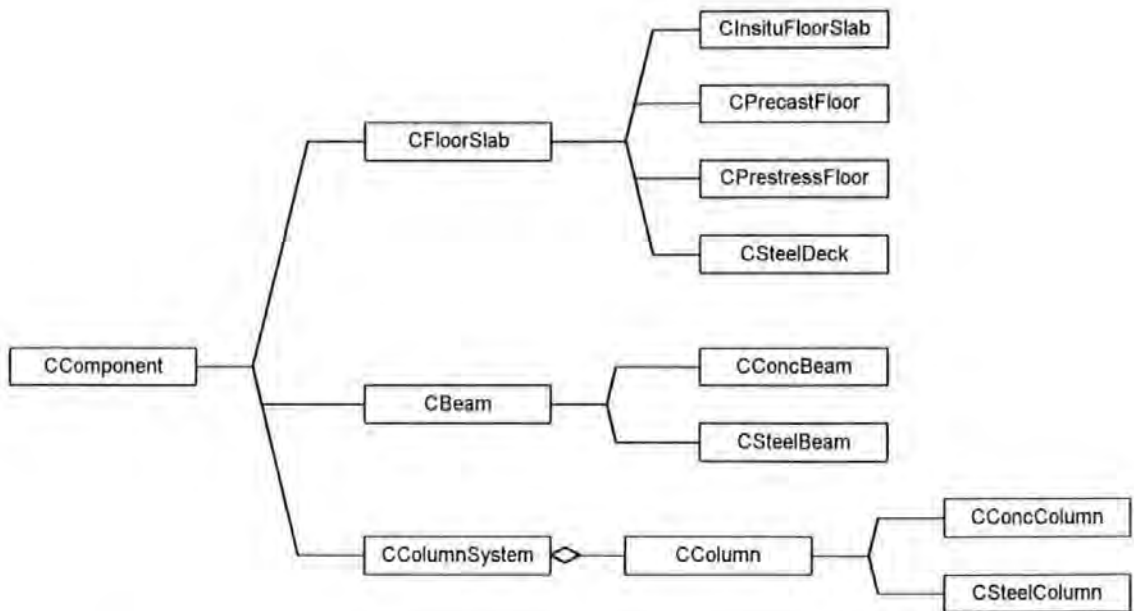 CInsituFloorSlab
CPrecastFloor
CFloorSlab
CPrestressFloor
CSteelDeck
CComponent
CConcBeam
CBeam
CSteelBeam
CConcColumn
CColumnSystem
CColumn
CSteelColumn